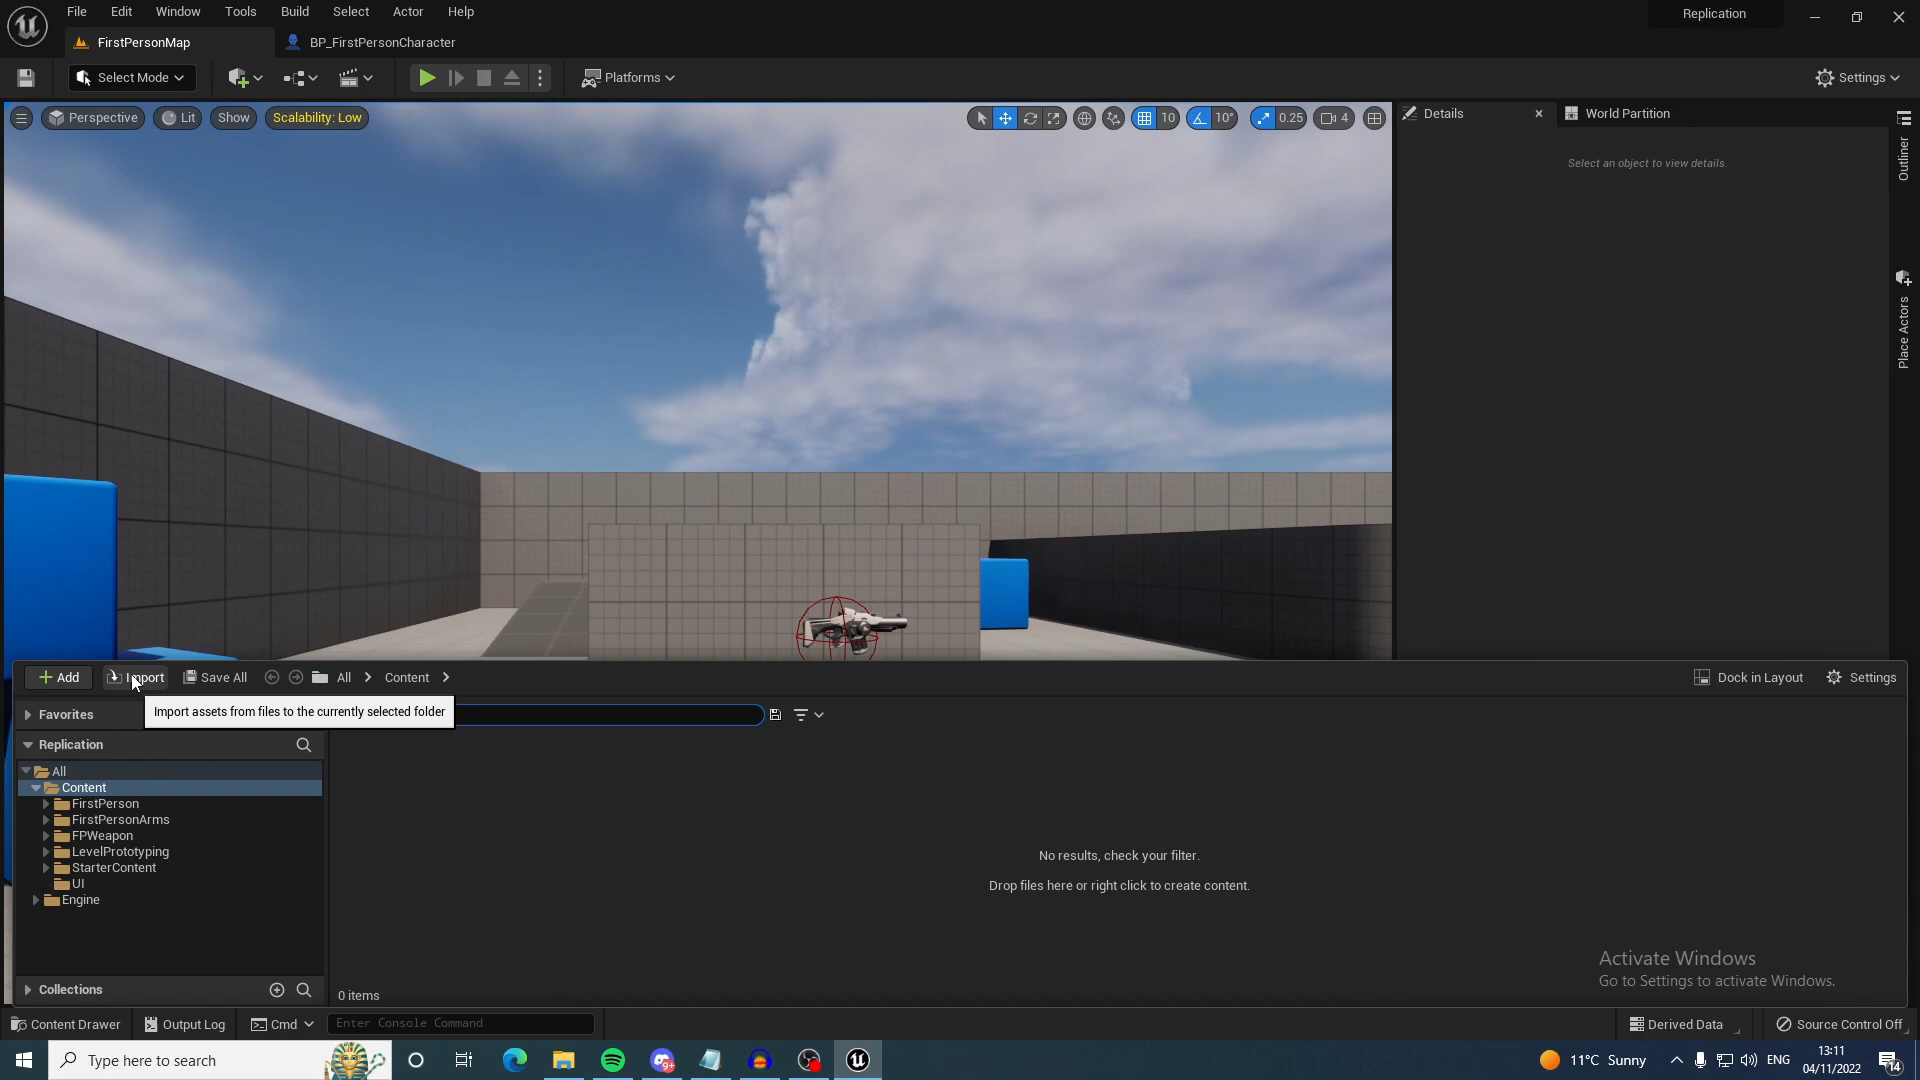 File Edit Window Tools Build Select Actor Help
Replication
FirstPersonMap
BP_FirstPersonCharacter
Select Mode
Platforms
Settings
Perspective
Lit
Show
Scalability: Low
10
10°
0.25
4
Details
World Partition
Select an object to view details.
Outliner
Place Actors
Add
Import
Save All
All
Content
Dock in Layout
Settings
Import assets from files to the currently selected folder
Favorites
Replication
All
Content
FirstPerson
FirstPersonArms
FPWeapon
LevelPrototyping
StarterContent
UI
Engine
No results, check your filter.
Drop files here or right click to create content.
Activate Windows
Go to Settings to activate Windows.
Collections
0 items
Content Drawer
Output Log
Cmd
Enter Console Command
Derived Data
Source Control Off
Type here to search
9+
11°C Sunny
ENG
13:11
04/11/2022
14